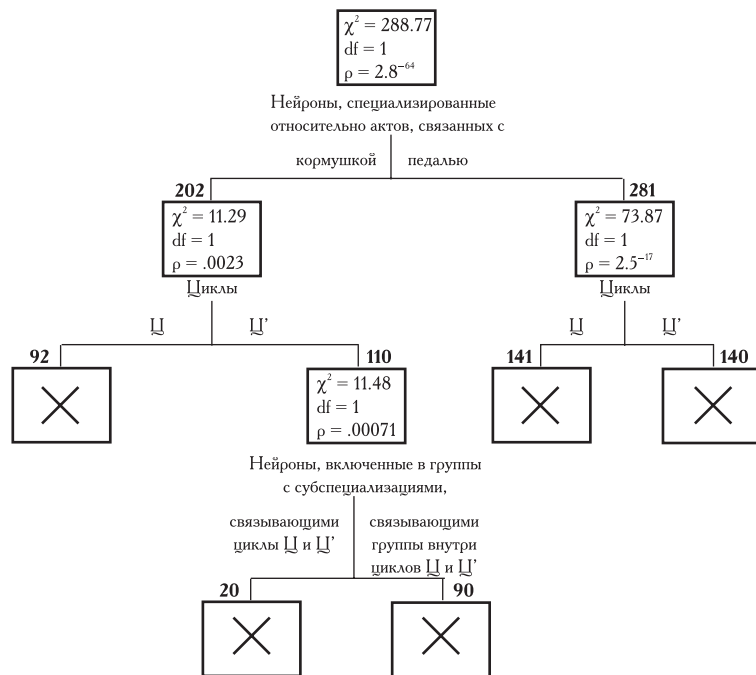 χ² = 288.77
df = 1
ρ = 2.8⁻⁶⁴
Нейроны, специализированные
относительно актов, связанных с
кормушкой педалью
202 281
χ² = 11.29
df = 1
ρ = .0023
Циклы
χ² = 73.87
df = 1
ρ = 2.5⁻¹⁷
Циклы
Ц Ц’ Ц Ц’
92 110 141 140
χ² = 11.48
df = 1
ρ = .00071
Нейроны, включенные в группы
с субспециализациями,
связывающими
циклы Ц и Ц’
связывающими
группы внутри
циклов Ц и Ц’
20 90